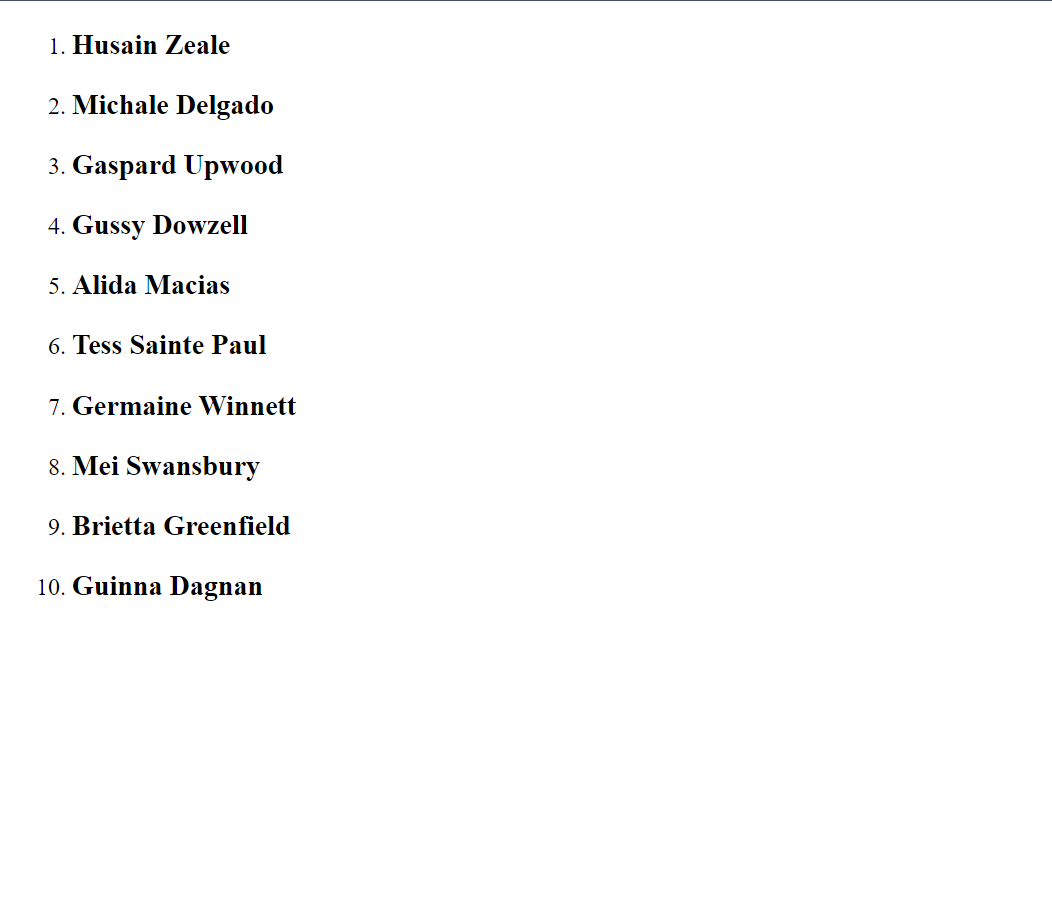 1. Husain Zeale
2. Michale Delgado
3. Gaspard Upwood
4. Gussy Dowzell
5. Alida Macias
6. Tess Sainte Paul
7. Germaine Winnett
8. Mei Swansbury
9. Brietta Greenfield
10. Guinna Dagnan